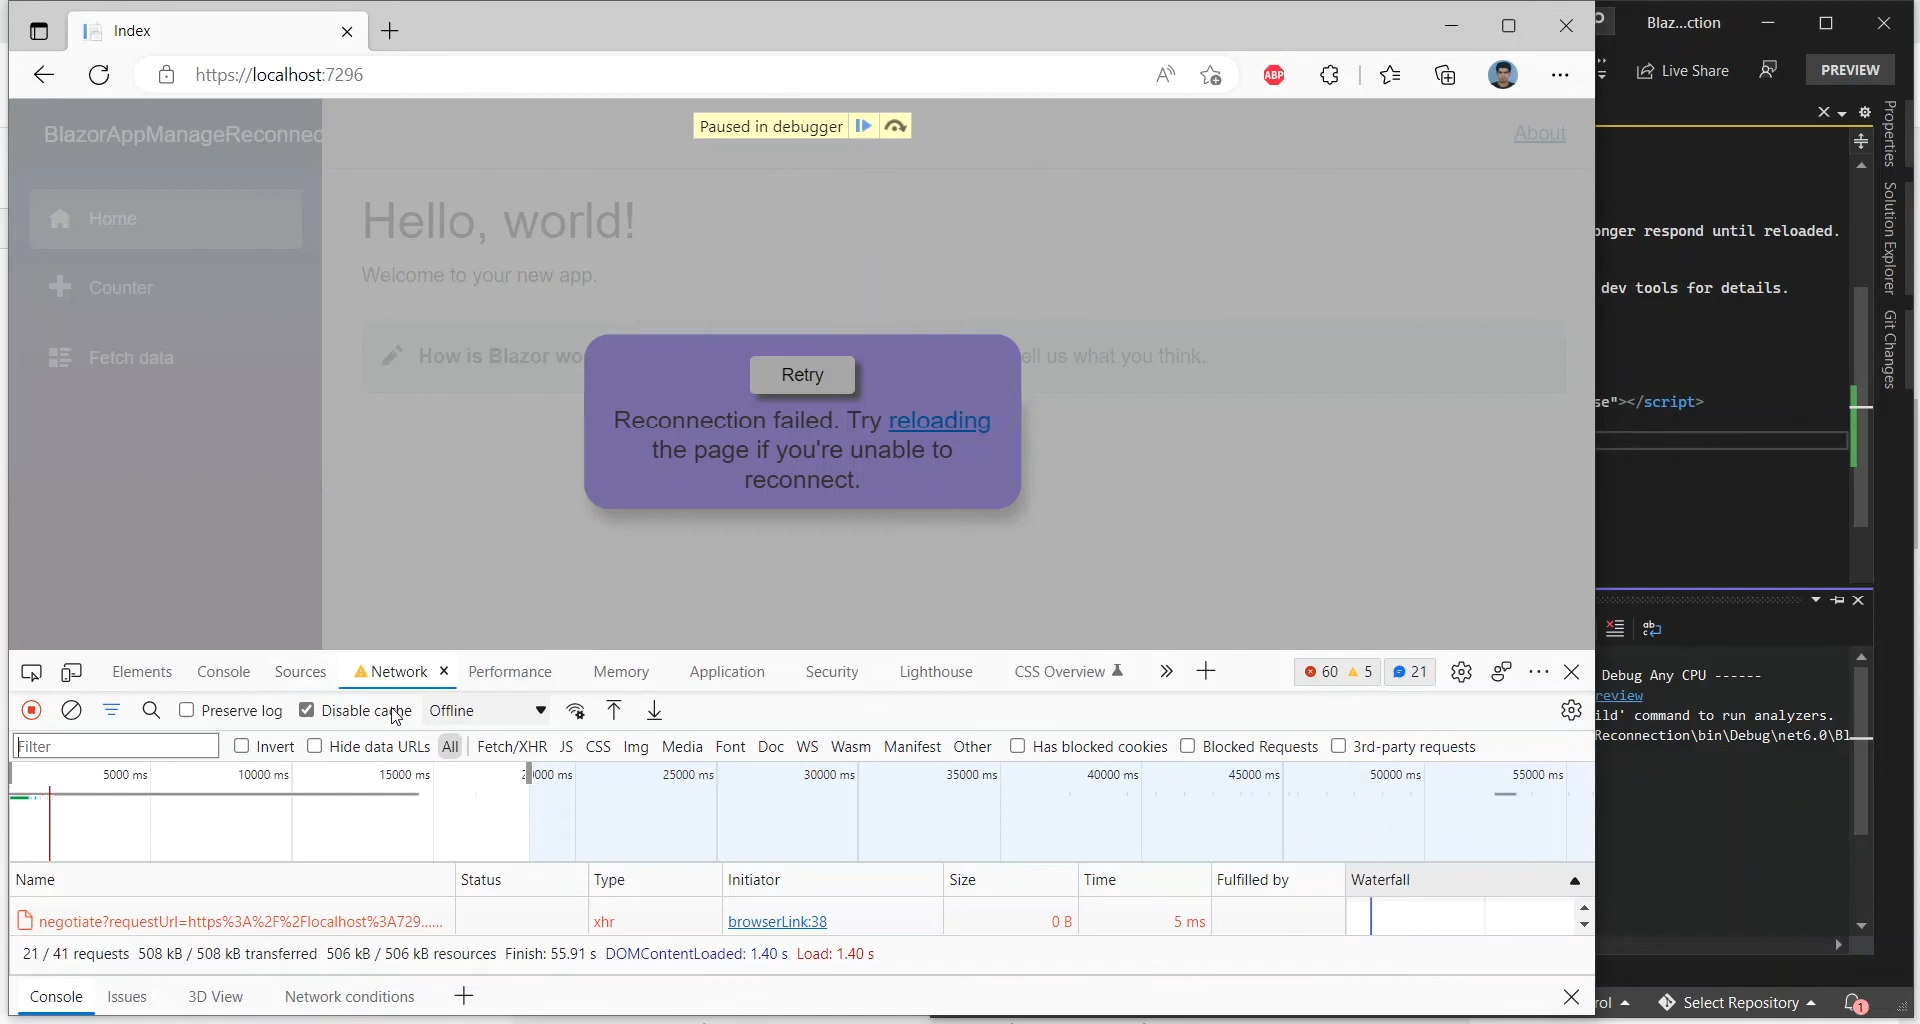 Index
Blaz...ction
https://localhost:7296
ABP
Live Share
PREVIEW
BlazorAppManageReconnec
Paused in debugger
About
Properties
Solution Explorer
Git Changes
Home
Hello, world!
onger respond until reloaded.
Counter
Welcome to your new app.
dev tools for details.
Fetch data
How is Blazor wo
ell us what you think.
Retry
se"></script>
Reconnection failed. Try reloading
the page if you're unable to
reconnect.
Elements
Console
Sources
Network
Performance
Memory
Application
Security
Lighthouse
CSS Overview
60
5
21
Debug Any CPU ------
review
ild' command to run analyzers.
Reconnection\bin\Debug\net6.0\Bl
Preserve log
Disable cache
Offline
Filter
Invert
Hide data URLs
All
Fetch/XHR
JS
CSS
Img
Media
Font
Doc
WS
Wasm
Manifest
Other
Has blocked cookies
Blocked Requests
3rd-party requests
5000 ms
10000 ms
15000 ms
000 ms
25000 ms
30000 ms
35000 ms
40000 ms
45000 ms
50000 ms
55000 ms
Name
Status
Type
Initiator
Size
Time
Fulfilled by
Waterfall
negotiate?requestUrl=https%3A%2F%2Flocalhost%3A729......
xhr
browserLink:38
0 B
5 ms
21 / 41 requests
508 kB / 508 kB transferred
506 kB / 506 kB resources
Finish: 55.91 s
DOMContentLoaded: 1.40 s
Load: 1.40 s
Console
Issues
3D View
Network conditions
rol
Select Repository
1